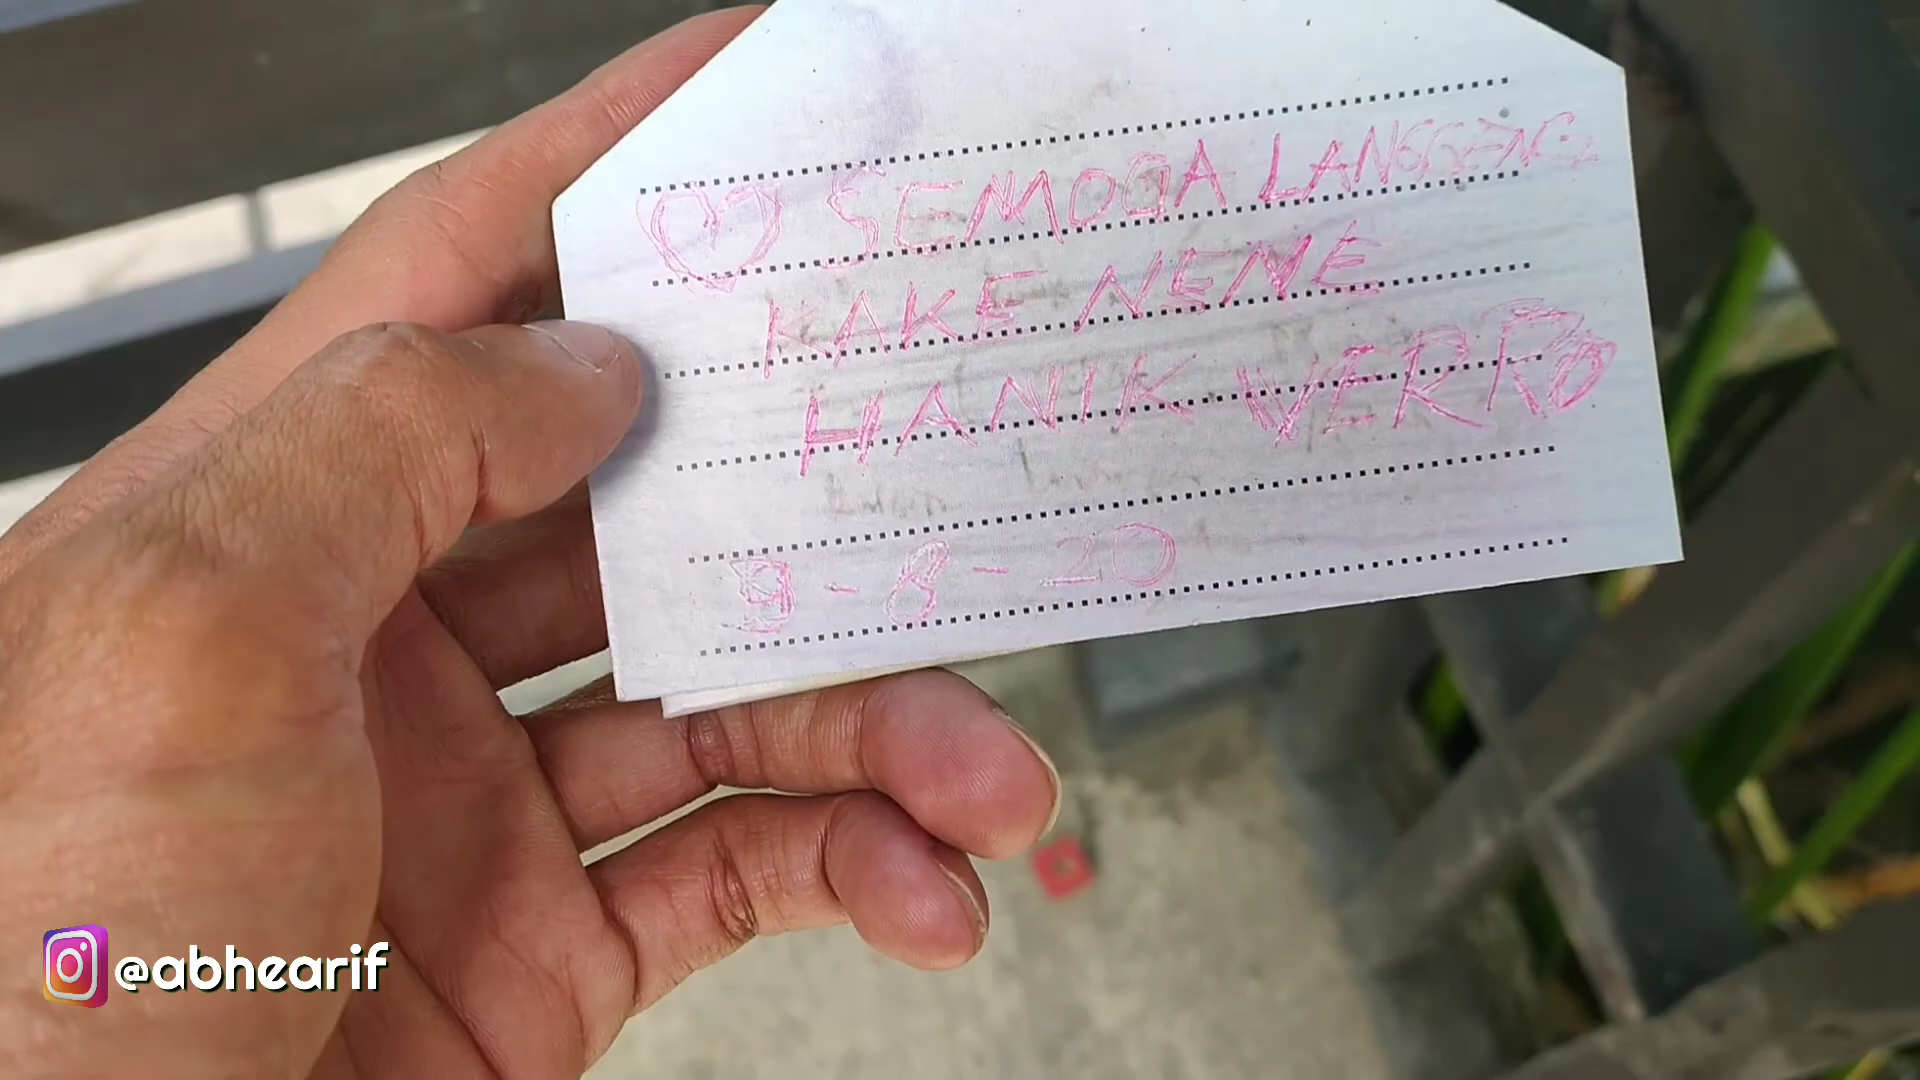 SEMOGA LANGGENG
KAKE NENE
HANIK VERRO
9-8-20
@abhearif